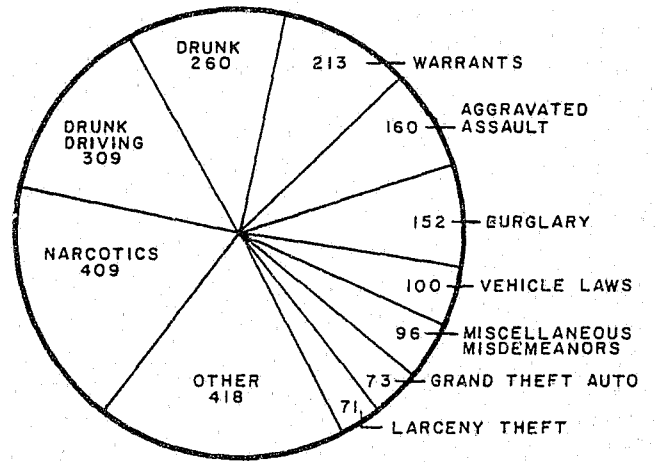 DRUNK
260
213 WARRANTS
160 AGGRAVATED
ASSAULT
DRUNK
DRIVING
309
152 BURGLARY
NARCOTICS
409
100 VEHICLE LAWS
96 MISCELLANEOUS
MISDEMEANORS
73 GRAND THEFT AUTO
OTHER
418
71 LARCENY THEFT